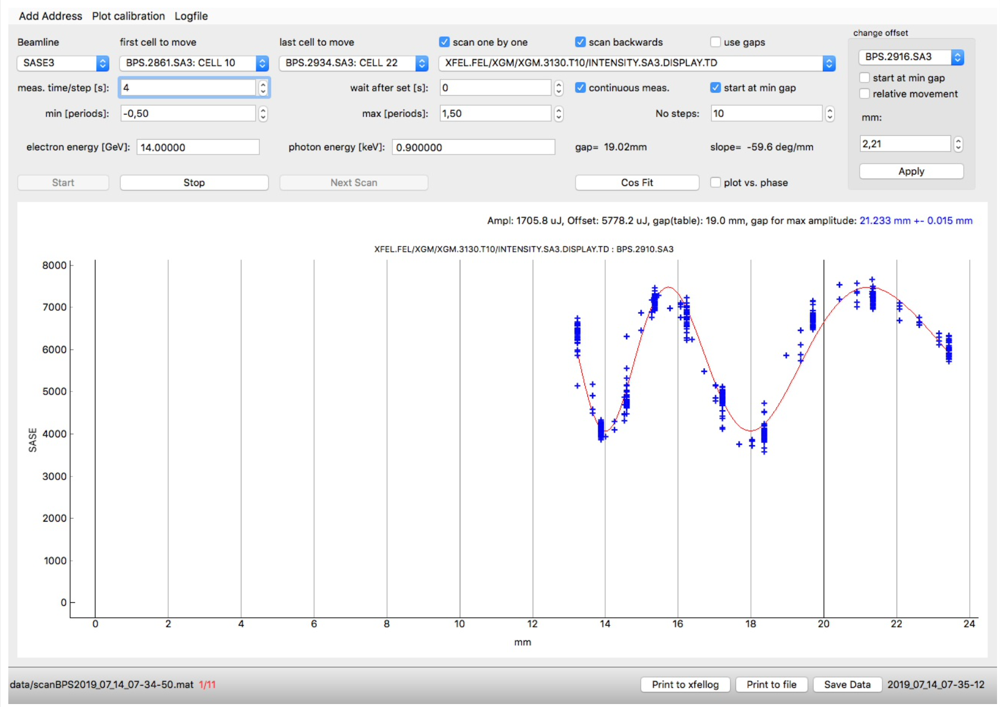 Add Address Plot calibration Logfile
change offset
Beamline first cell to move last cell to move scan one by one scan backwards use gaps
SASE3 BPS.2861.SA3: CELL 10 BPS.2934.SA3: CELL 22 XFEL.FEL/XGM/XGM.3130.T10/INTENSITY.SA3.DISPLAY.TD BPS.2916.SA3
start at min gap
meas. time/step [s]: 4 wait after set [s]: 0 continuous meas. start at min gap
relative movement
min [periods]: -0,50 max [periods]: 1,50 No steps: 10
mm:
electron energy [GeV]: 14.00000 photon energy [keV]: 0.900000 gap= 19.02mm slope= -59.6 deg/mm 2,21
Apply
Start Stop Next Scan Cos Fit plot vs. phase
Ampl: 1705.8 uJ, Offset: 5778.2 uJ, gap(table): 19.0 mm, gap for max amplitude: 21.233 mm +- 0.015 mm
XFEL.FEL/XGM/XGM.3130.T10/INTENSITY.SA3.DISPLAY.TD : BPS.2910.SA3
8000
7000
6000
5000
4000
3000
2000
1000
0
SASE
0 2 4 6 8 10 12 14 16 18 20 22 24
mm
data/scanBPS2019_07_14_07-34-50.mat 1/11 Print to xfellog Print to file Save Data 2019_07_14_07-35-12